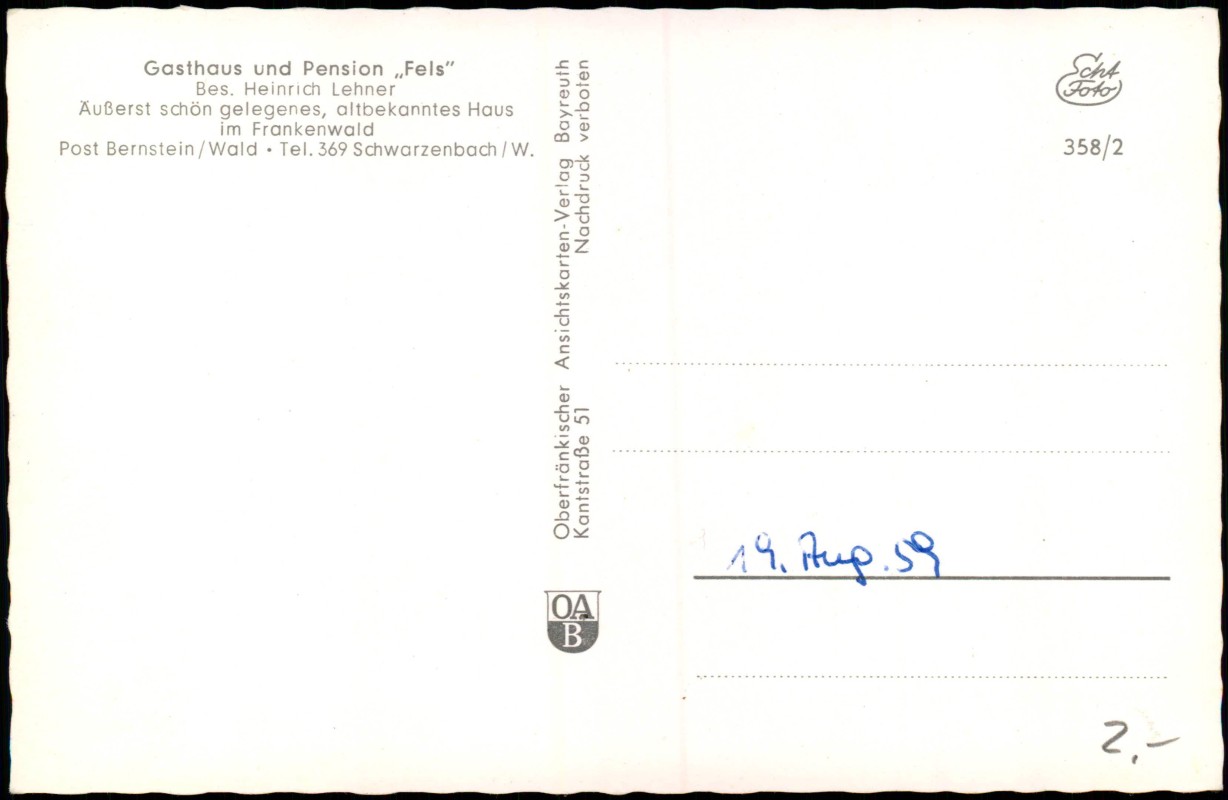 Gasthaus und Pension „Fels“
Bes. Heinrich Lehner
Äußerst schön gelegenes, altbekanntes Haus
im Frankenwald
Post Bernstein/Wald • Tel. 369 Schwarzenbach/W.
Oberfränkischer Ansichtskarten-Verlag Bayreuth
Kantstraße 51 Nachdruck verboten
OA
B
Echt
Foto
358/2
19. Aug. 59
2,-